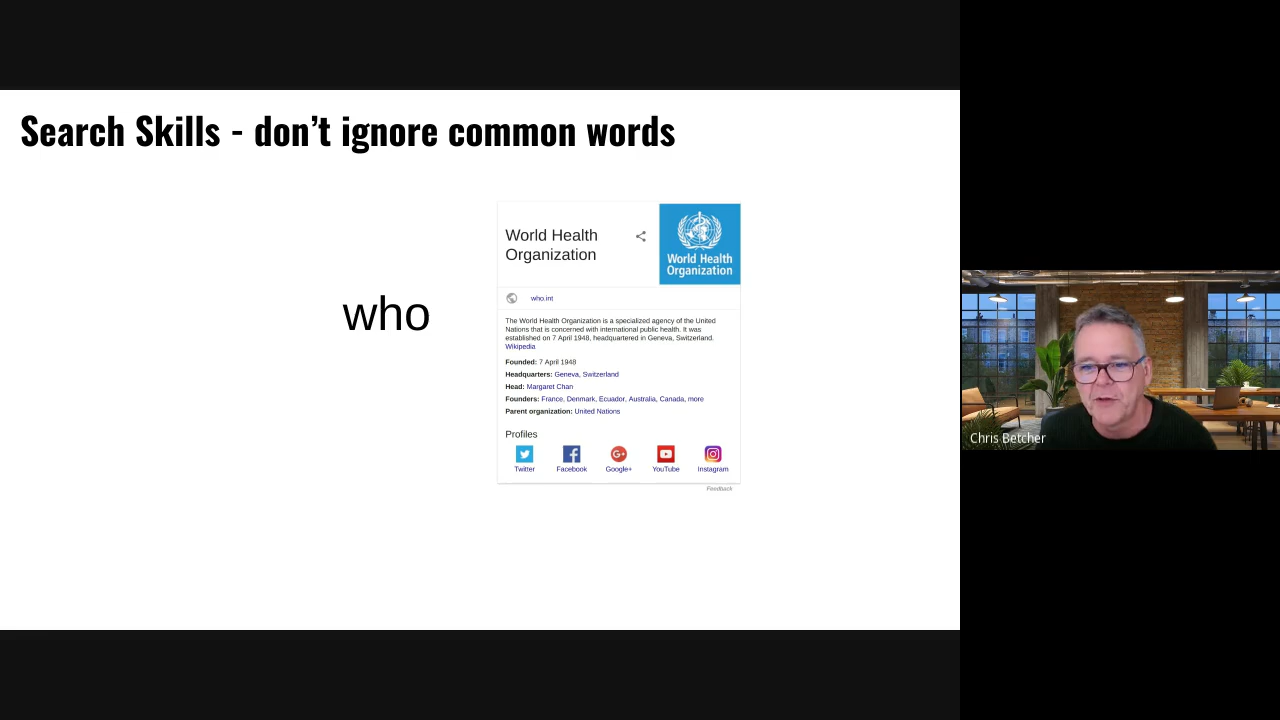 Search Skills - don’t ignore common words
who
World Health
Organization
World Health
Organization
who.int
The World Health Organization is a specialized agency of the United
Nations that is concerned with international public health. It was
established on 7 April 1948, headquartered in Geneva, Switzerland.
Wikipedia
Founded: 7 April 1948
Headquarters: Geneva, Switzerland
Head: Margaret Chan
Founders: France, Denmark, Ecuador, Australia, Canada, more
Parent organization: United Nations
Profiles
Twitter Facebook Google+ YouTube Instagram
Feedback
Chris Betcher